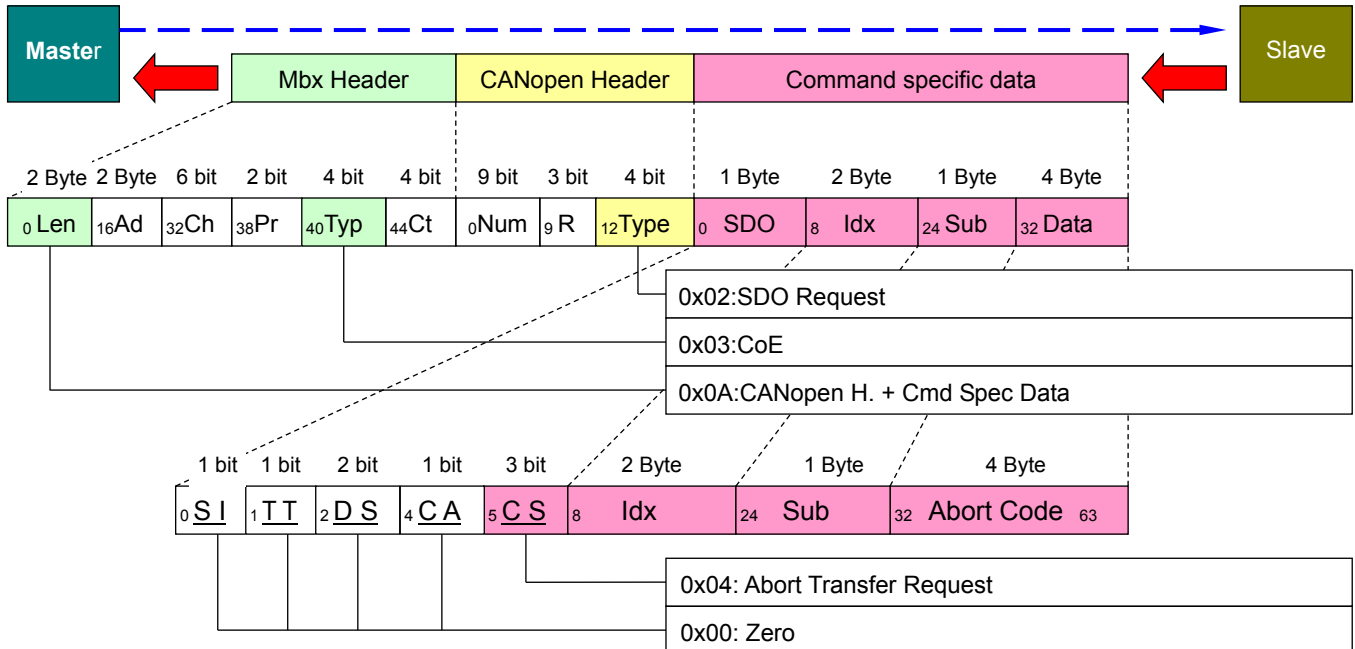 Master
Slave
Mbx Header CANopen Header Command specific data
2 Byte 2 Byte 6 bit 2 bit 4 bit 4 bit 9 bit 3 bit 4 bit 1 Byte 2 Byte 1 Byte 4 Byte
0 Len 16 Ad 32 Ch 38 Pr 40 Typ 44 Ct 0 Num 9 R 12 Type 0 SDO 8 Idx 24 Sub 32 Data
0x02:SDO Request
0x03:CoE
0x0A:CANopen H. + Cmd Spec Data
1 bit 1 bit 2 bit 1 bit 3 bit 2 Byte 1 Byte 4 Byte
0 S I 1 T T 2 D S 4 C A 5 C S 8 Idx 24 Sub 32 Abort Code 63
0x04: Abort Transfer Request
0x00: Zero